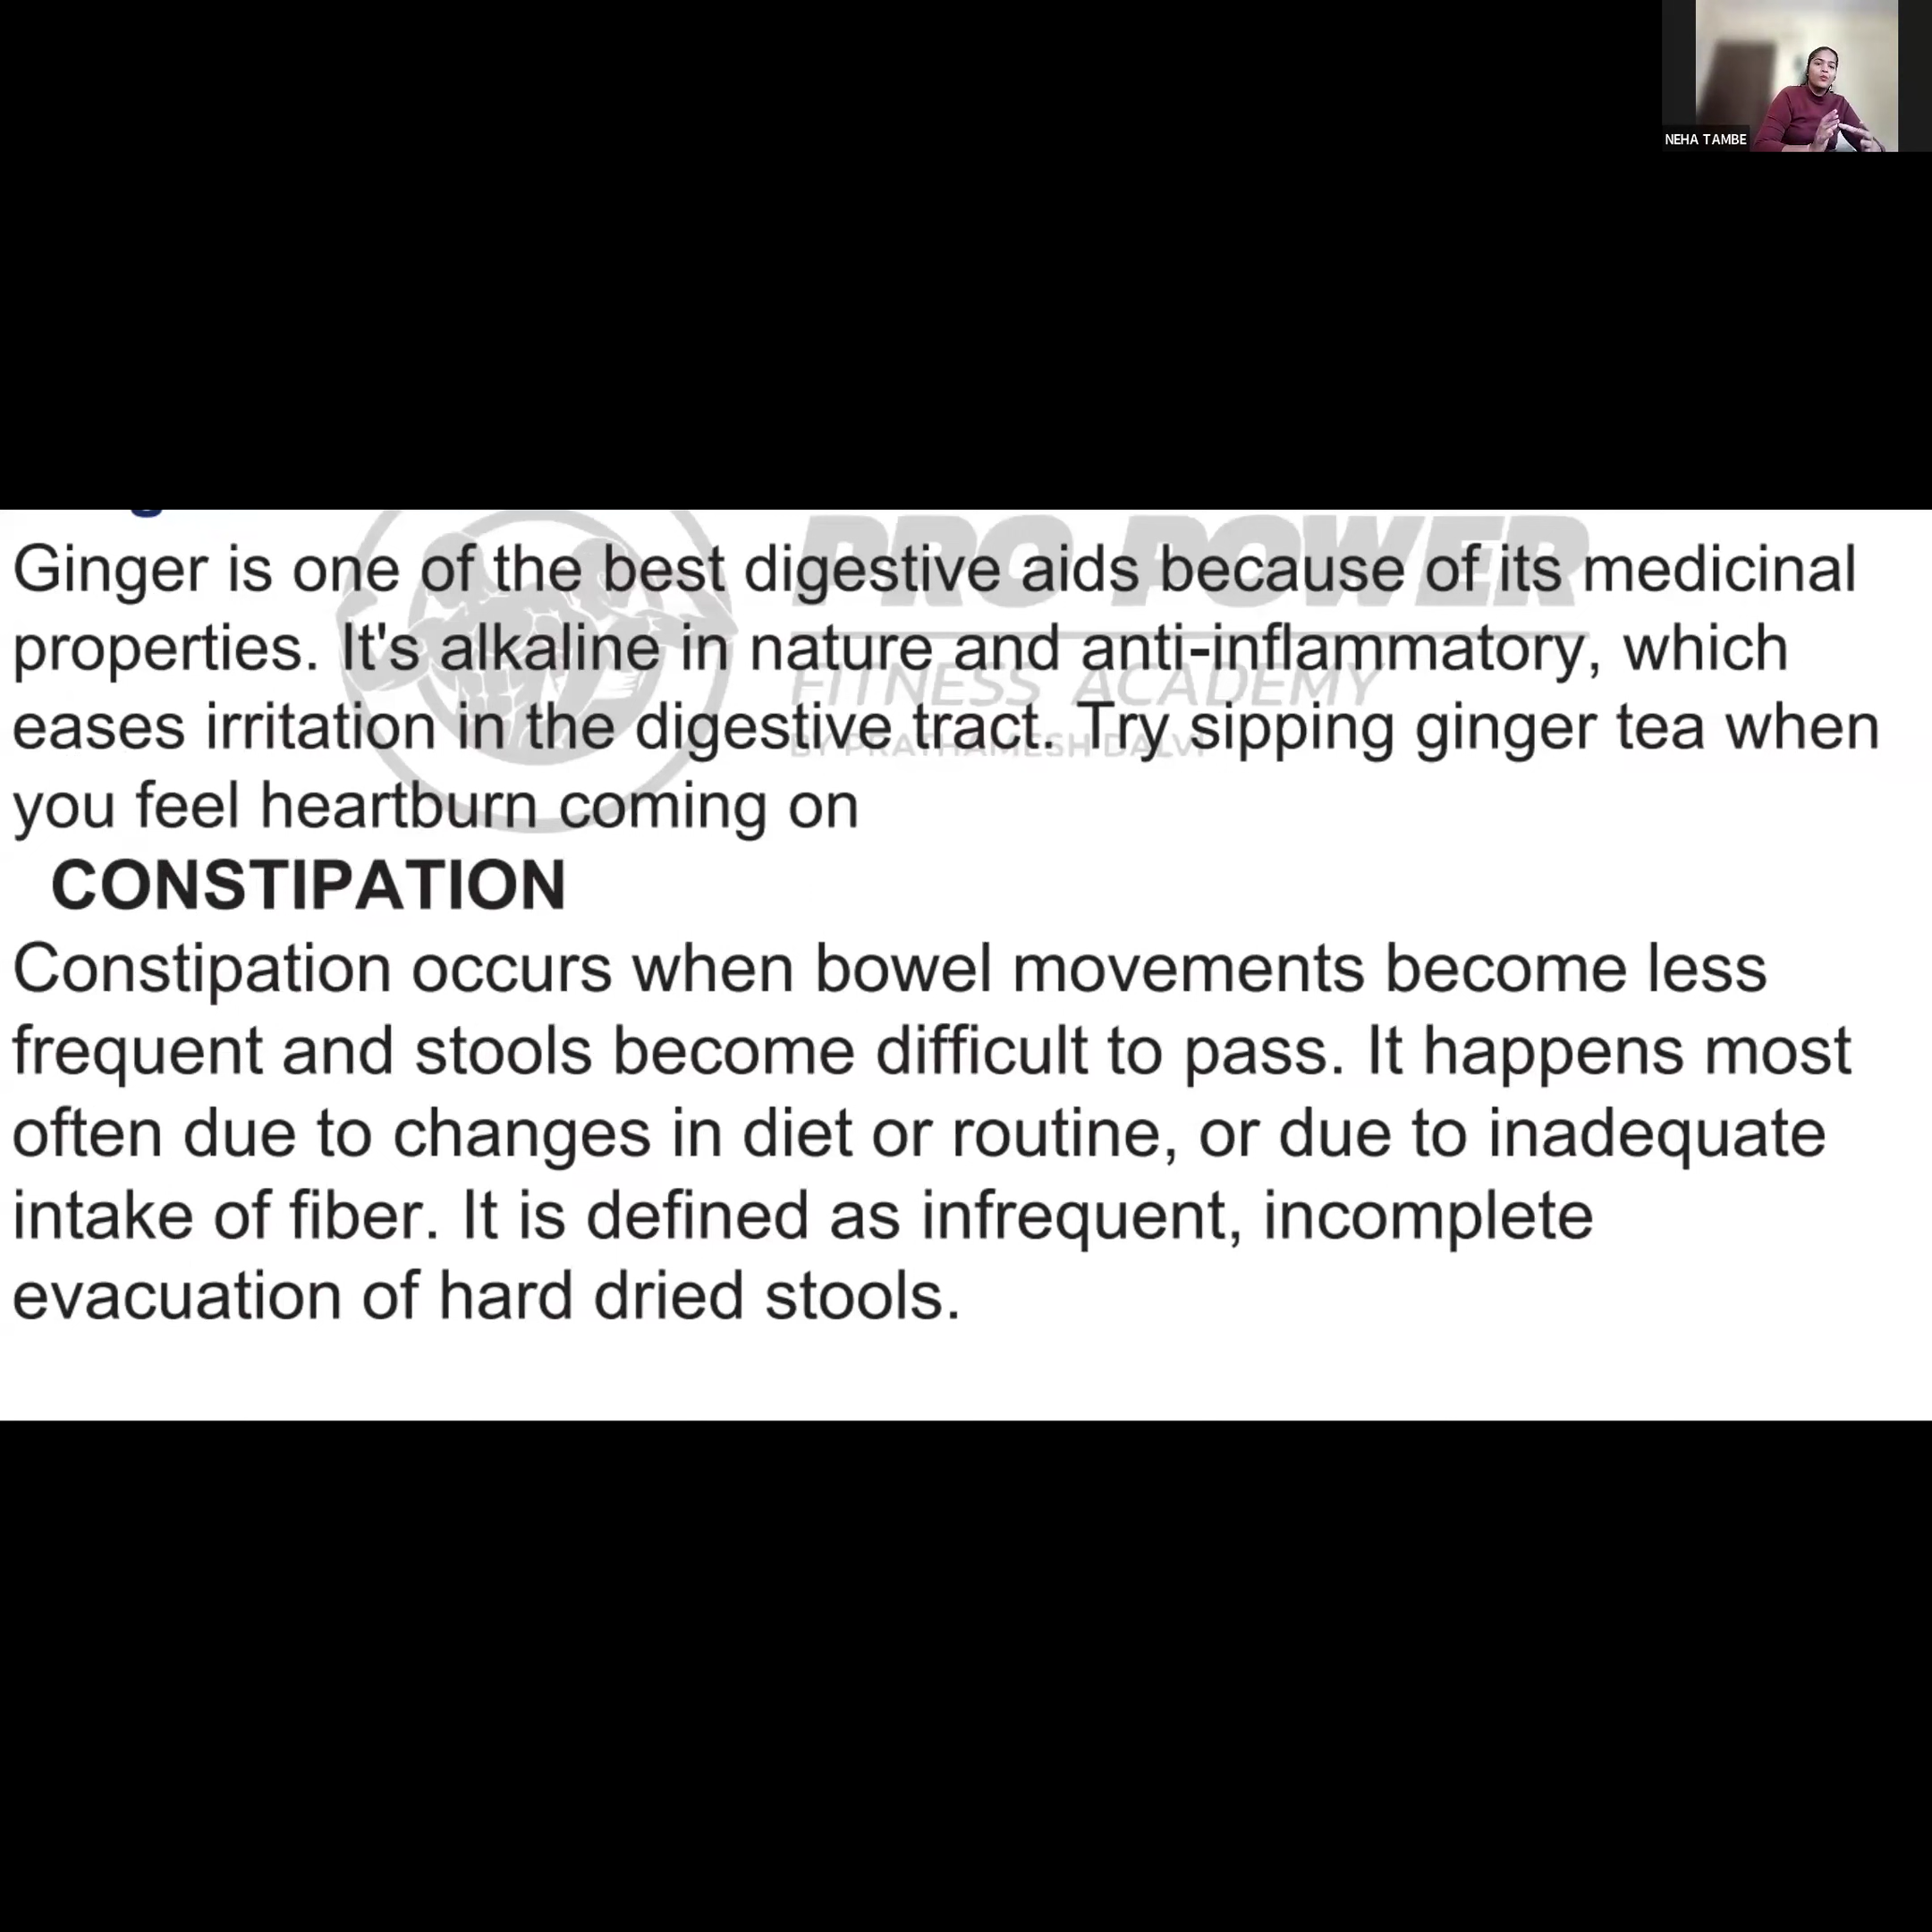 NEHA TAMBE
PRO POWER
FITNESS ACADEMY
BY PRATHAMESH DALVI
Ginger is one of the best digestive aids because of its medicinal
properties. It's alkaline in nature and anti-inflammatory, which
eases irritation in the digestive tract. Try sipping ginger tea when
you feel heartburn coming on
CONSTIPATION
Constipation occurs when bowel movements become less
frequent and stools become difficult to pass. It happens most
often due to changes in diet or routine, or due to inadequate
intake of fiber. It is defined as infrequent, incomplete
evacuation of hard dried stools.